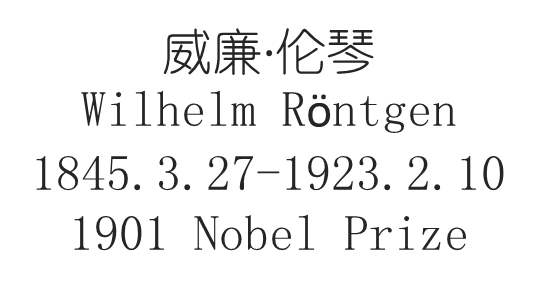 威廉·伦琴
Wilhelm Röntgen
1845.3.27-1923.2.10
1901 Nobel Prize